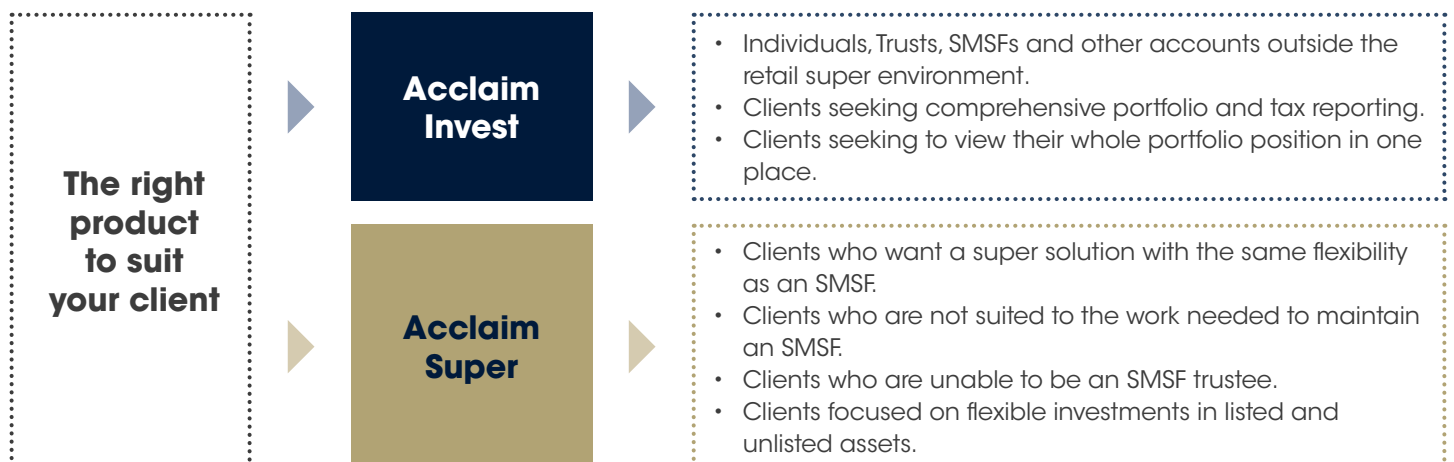 The right
product
to suit
your client
Acclaim
Invest
• Individuals, Trusts, SMSFs and other accounts outside the
retail super environment.
• Clients seeking comprehensive portfolio and tax reporting.
• Clients seeking to view their whole portfolio position in one
place.
Acclaim
Super
• Clients who want a super solution with the same flexibility
as an SMSF.
• Clients who are not suited to the work needed to maintain
an SMSF.
• Clients who are unable to be an SMSF trustee.
• Clients focused on flexible investments in listed and
unlisted assets.